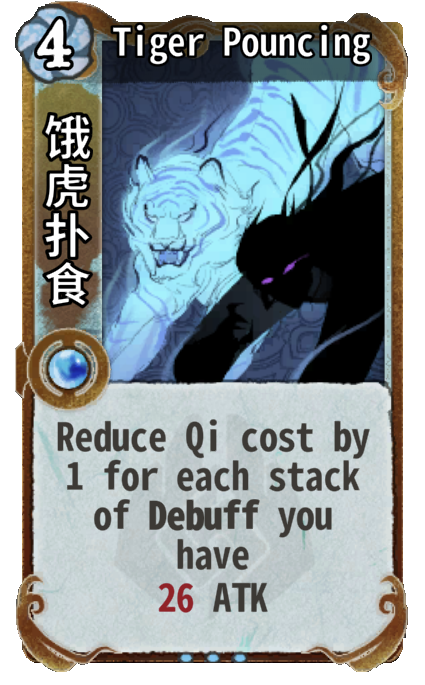 4
Tiger Pouncing
饿虎扑食
Reduce Qi cost by
1 for each stack
of Debuff you
have
26 ATK